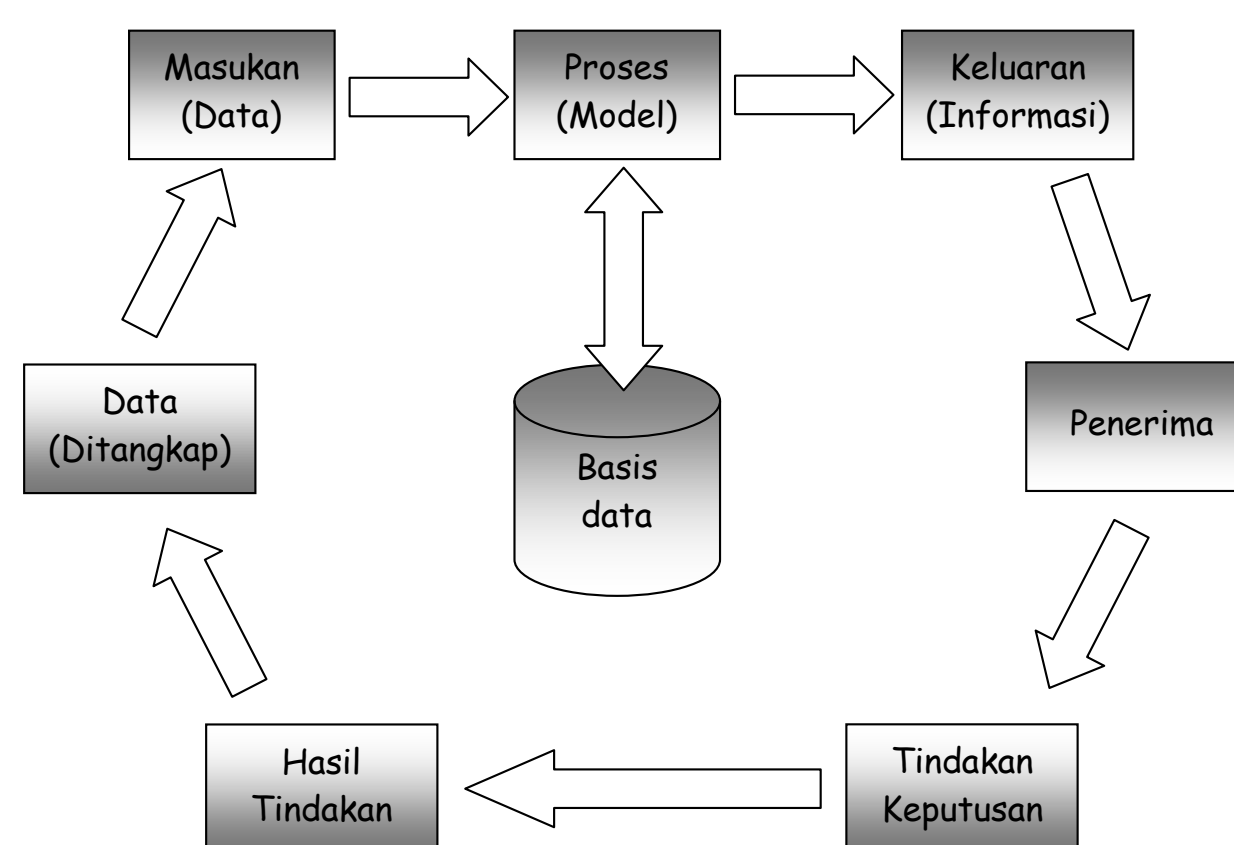 Masukan
(Data)
Proses
(Model)
Keluaran
(Informasi)
Data
(Ditangkap)
Basis
data
Penerima
Hasil
Tindakan
Tindakan
Keputusan